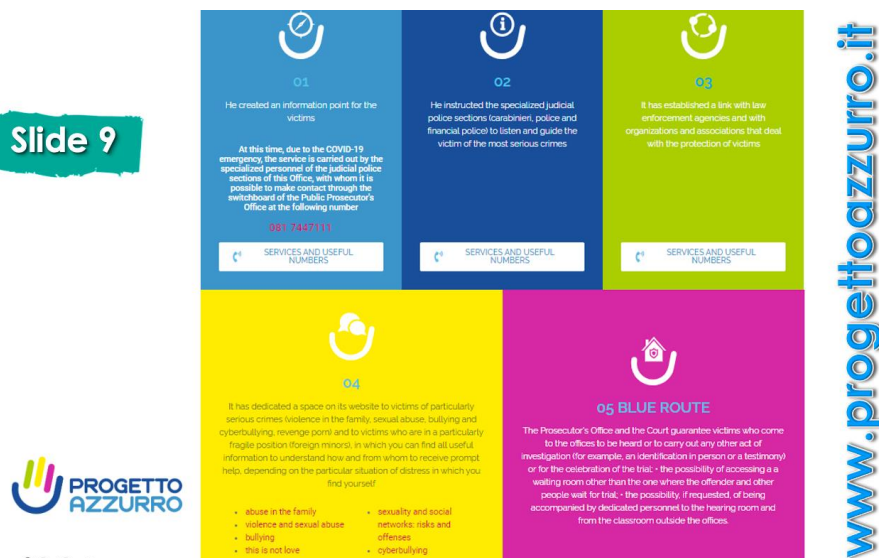 Slide 9
01
He created an information point for the
victims
At this time, due to the COVID-19
emergency, the service is carried out by the
specialized personnel of the judicial police
sections of this Office, with whom it is
possible to make contact through the
switchboard of the Public Prosecutor's
Office at the following number
081 7447111
SERVICES AND USEFUL
NUMBERS
02
He instructed the specialized judicial
police sections (carabinieri, police and
financial police) to listen and guide the
victim of the most serious crimes
SERVICES AND USEFUL
NUMBERS
03
It has established a link with law
enforcement agencies and with
organizations and associations that deal
with the protection of victims
SERVICES AND USEFUL
NUMBERS
04
It has dedicated a space on its website to victims of particularly
serious crimes (violence in the family, sexual abuse, bullying and
cyberbullying, revenge porn) and to victims who are in a particularly
fragile position (foreign minors), in which you can find all useful
information to understand how and from whom to receive prompt
help, depending on the particular situation of distress in which you
find yourself
• abuse in the family
• violence and sexual abuse
• bullying
• this is not love
• sexuality and social
networks: risks and
offenses
• cyberbullying
05 BLUE ROUTE
The Prosecutor's Office and the Court guarantee victims who come
to the offices to be heard or to carry out any other act of
investigation (for example, an identification in person or a testimony)
or for the celebration of the trial: • the possibility of accessing a a
waiting room other than the one where the offender and other
people wait for trial; • the possibility, if requested, of being
accompanied by dedicated personnel to the hearing room and
from the classroom outside the offices.
PROGETTO
AZZURRO
www.progettoazzurro.it